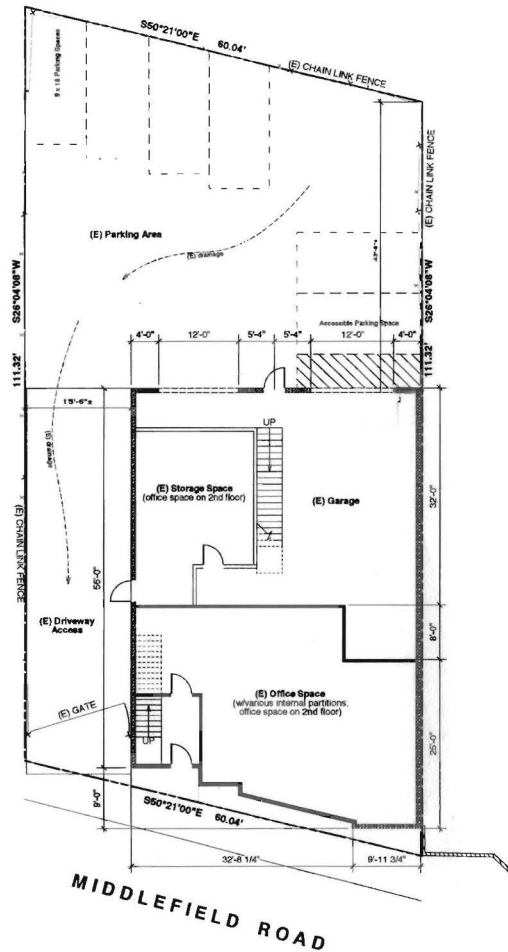 S50°21'00"E 60.04'
(E) CHAIN LINK FENCE
9 x 18 Parking Spaces
(E) CHAIN LINK FENCE
(E) Parking Area
(E) drainage
S26°04'08"W
111.32'
S26°04'08"W
111.32'
Accessible Parking Space
4'-0"
12'-0"
5'-4"
5'-4"
12'-0"
4'-0"
15'-6"±
UP
(E) Storage Space
(office space on 2nd floor)
(E) Garage
32'-0"
(E) drainage
(E) CHAIN LINK FENCE
56'-0"
(E) Driveway
Access
8'-0"
(E) Office Space
(w/various internal partitions,
office space on 2nd floor)
25'-0"
(E) GATE
UP
9'-0"
S50°21'00"E 60.04'
32'-8 1/4"
9'-11 3/4"
MIDDLEFIELD ROAD